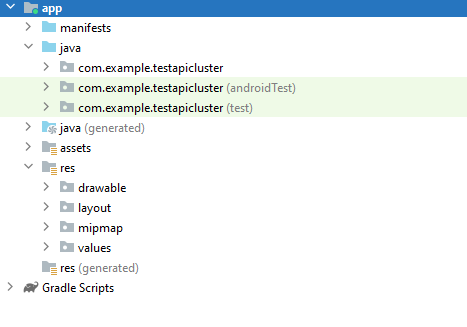 app
manifests
java
com.example.testapicluster
com.example.testapicluster (androidTest)
com.example.testapicluster (test)
java (generated)
assets
res
drawable
layout
mipmap
values
res (generated)
Gradle Scripts